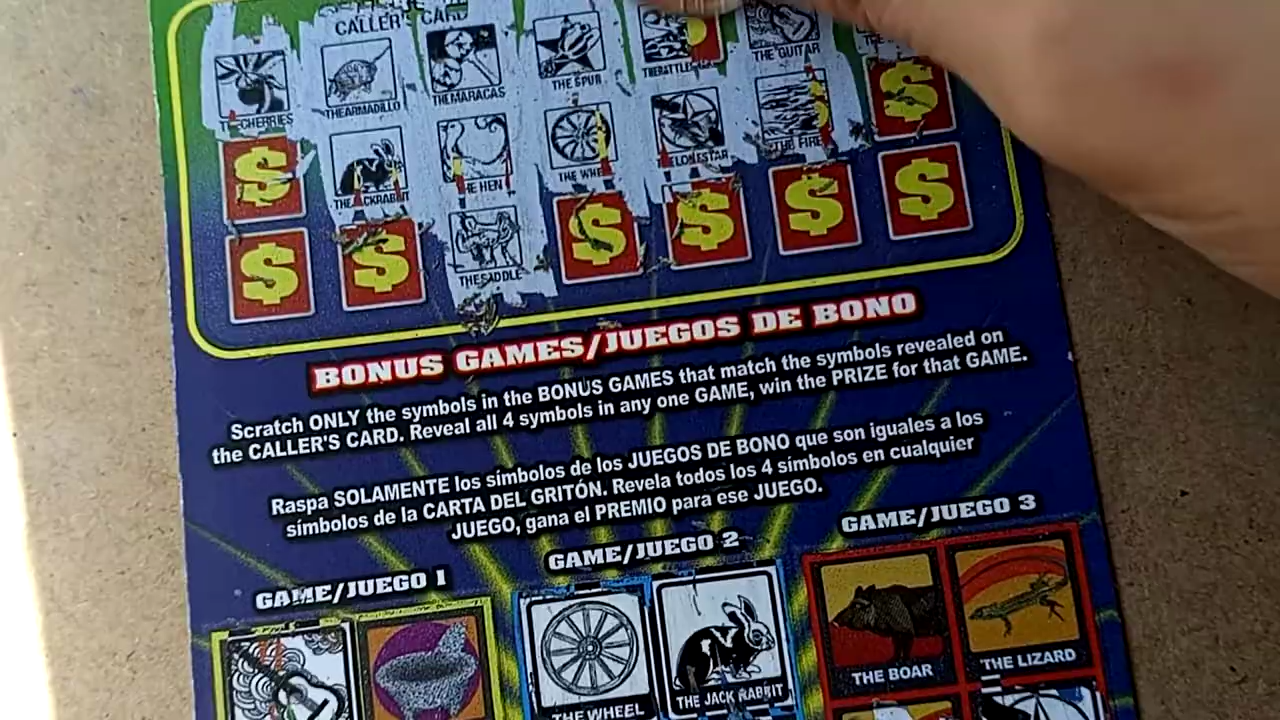 CALLER'S CARD
THE CHERRIES
THE ARMADILLO
THE MARACAS
THE SPUR
THE GUITAR
THE JACKRABBIT
THE HEN
THE
LONE STAR
THE FIRE
THE SADDLE
BONUS GAMES/JUEGOS DE BONO
Scratch ONLY the symbols in the BONUS GAMES that match the symbols revealed on
the CALLER'S CARD. Reveal all 4 symbols in any one GAME, win the PRIZE for that GAME.
Raspa SOLAMENTE los símbolos de los JUEGOS DE BONO que son iguales a los
símbolos de la CARTA DEL GRITÓN. Revela todos los 4 símbolos en cualquier
JUEGO, gana el PREMIO para ese JUEGO.
GAME/JUEGO 1
GAME/JUEGO 2
GAME/JUEGO 3
THE WHEEL
THE JACK RABBIT
THE BOAR
THE LIZARD